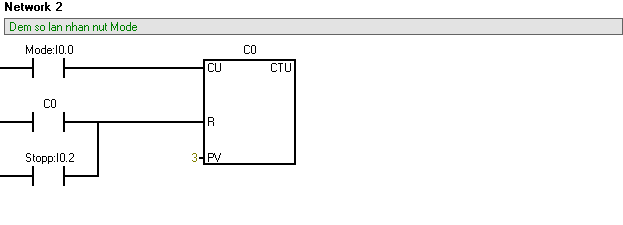 Network 2
Dem so lan nhan nut Mode
Mode:I0.0
C0
CU
CTU
C0
R
Stopp:I0.2
3
PV